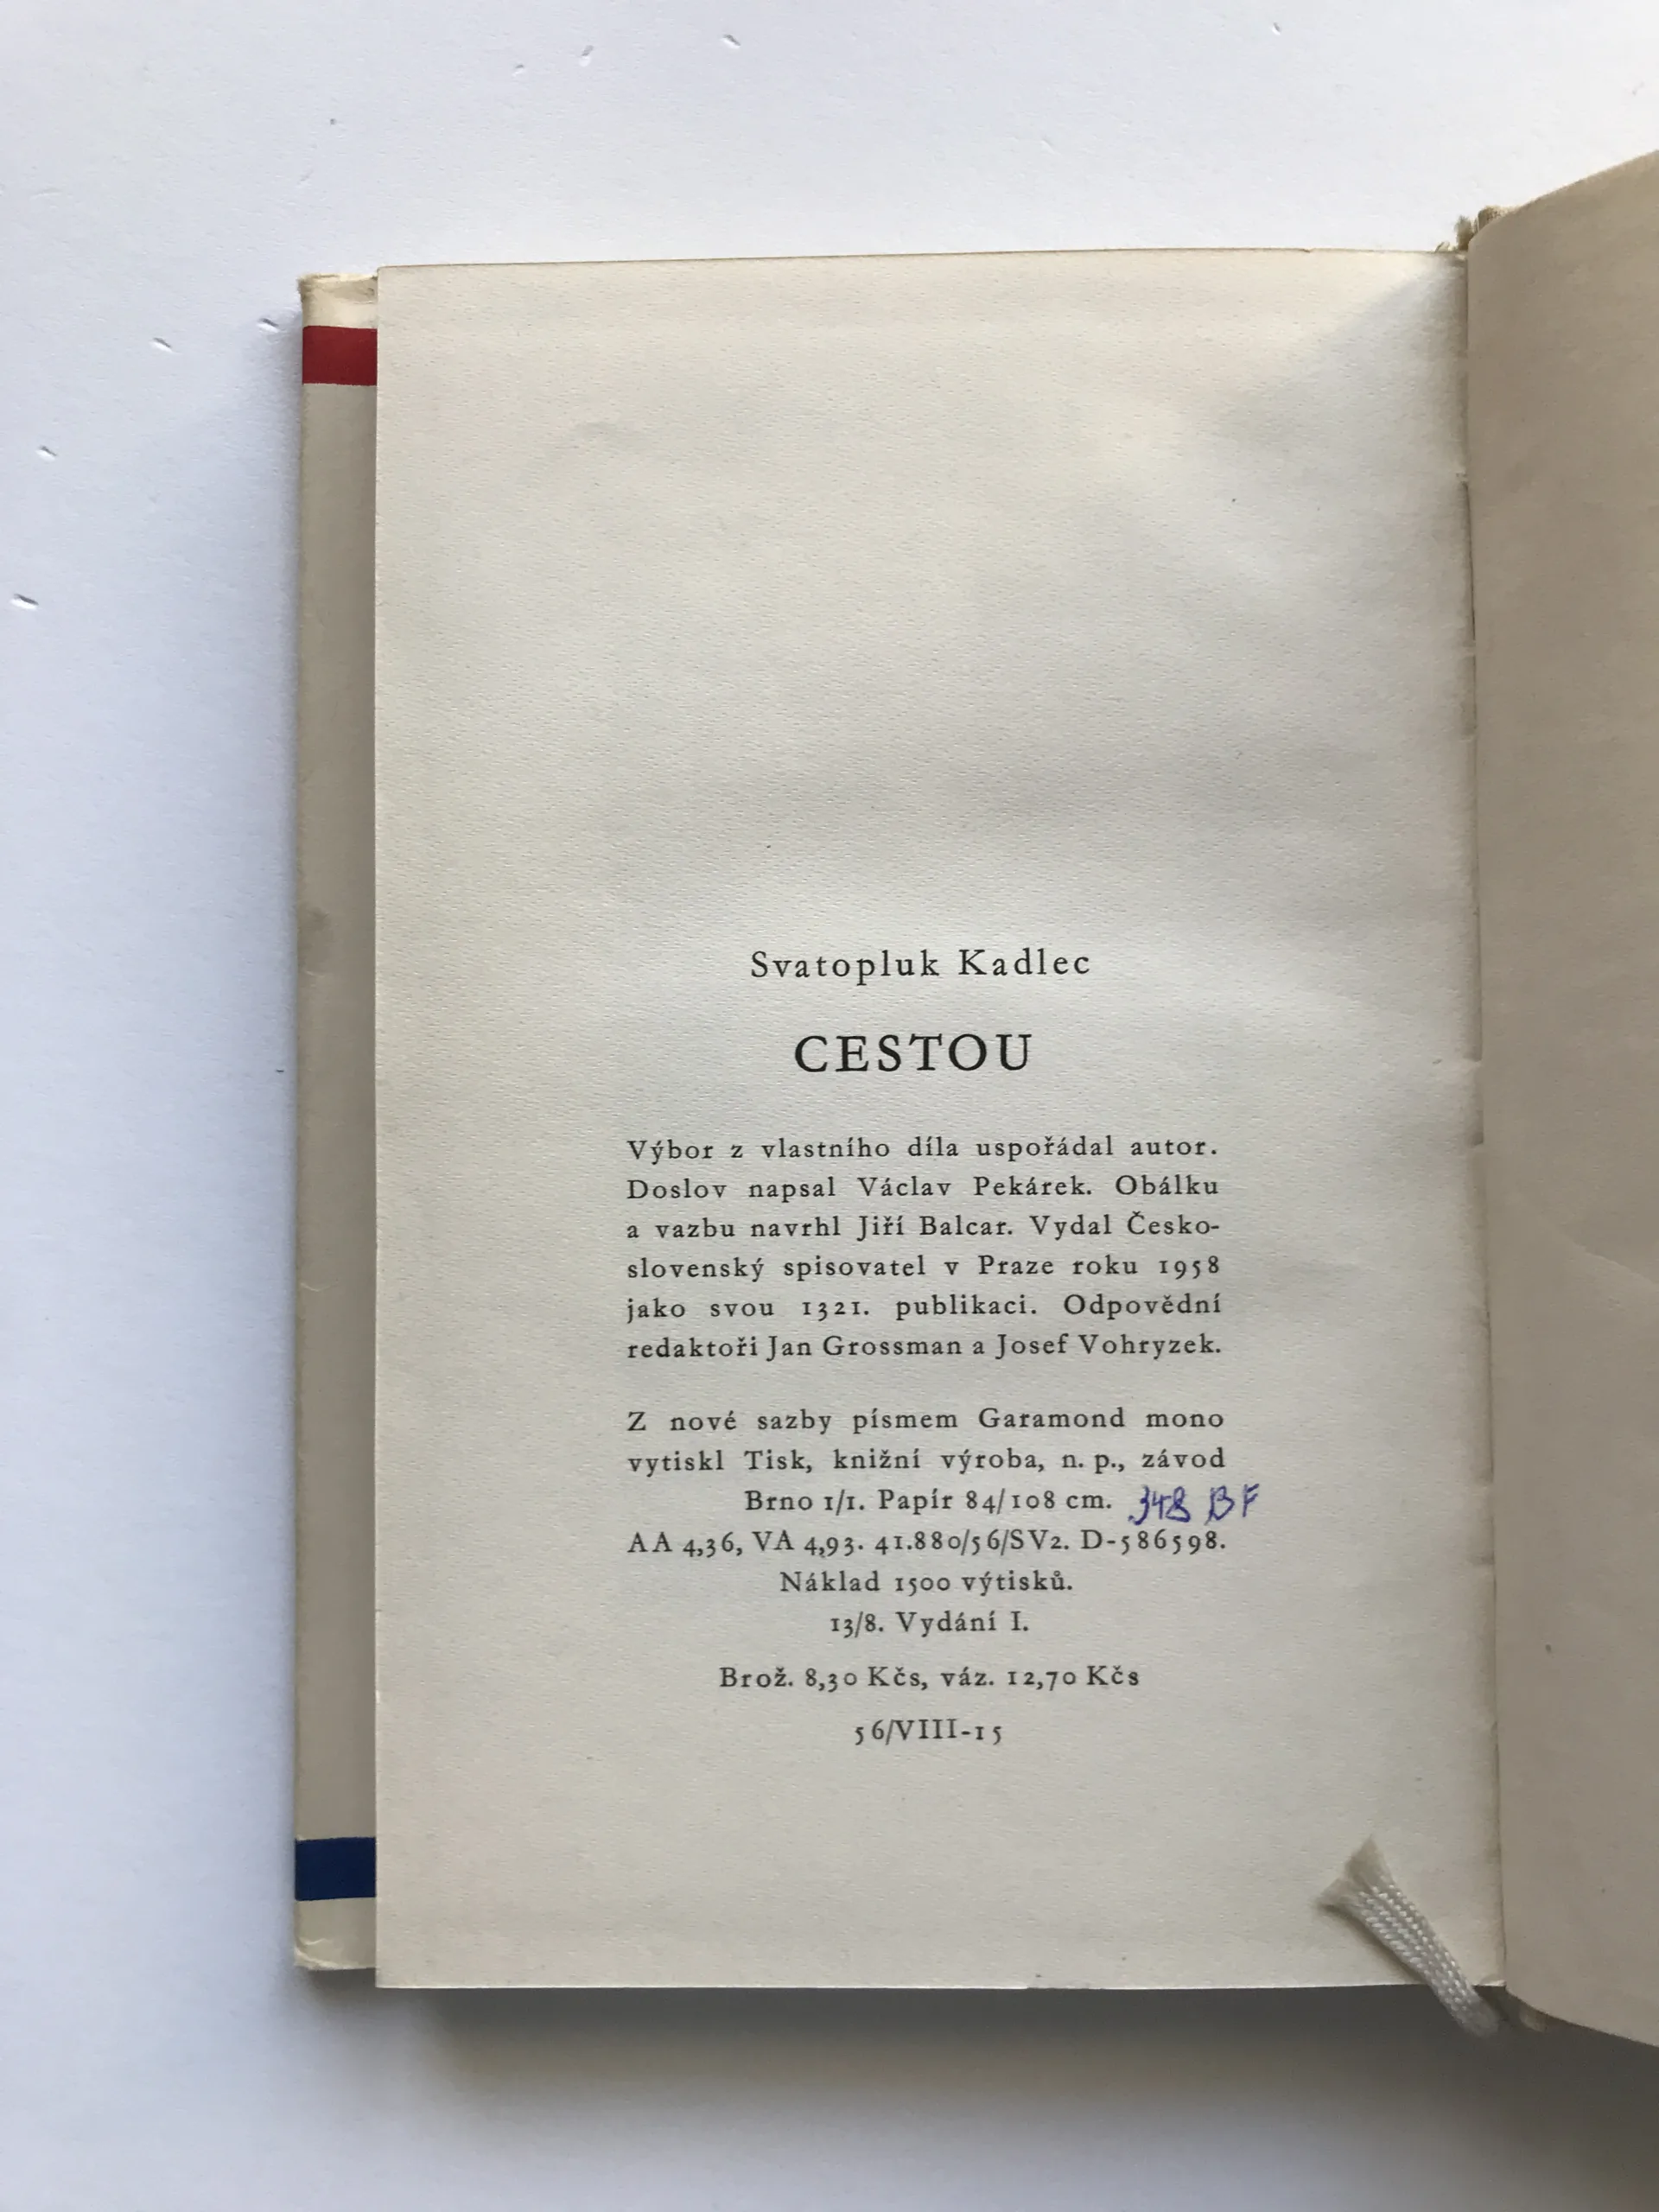 Svatopluk Kadlec
CESTOU
Výbor z vlastního díla uspořádal autor.
Doslov napsal Václav Pekárek. Obálku
a vazbu navrhl Jiří Balcar. Vydal Česko-
slovenský spisovatel v Praze roku 1958
jako svou 1321. publikaci. Odpovědní
redaktoři Jan Grossman a Josef Vohryzek.
Z nové sazby písmem Garamond mono
vytiskl Tisk, knižní výroba, n. p., závod
Brno 1/1. Papír 84/108 cm. 348 BF
AA 4,36, VA 4,93. 41.880/56/SV2. D-586598.
Náklad 1500 výtisků.
13/8. Vydání I.
Brož. 8,30 Kčs, váz. 12,70 Kčs
56/VIII-15